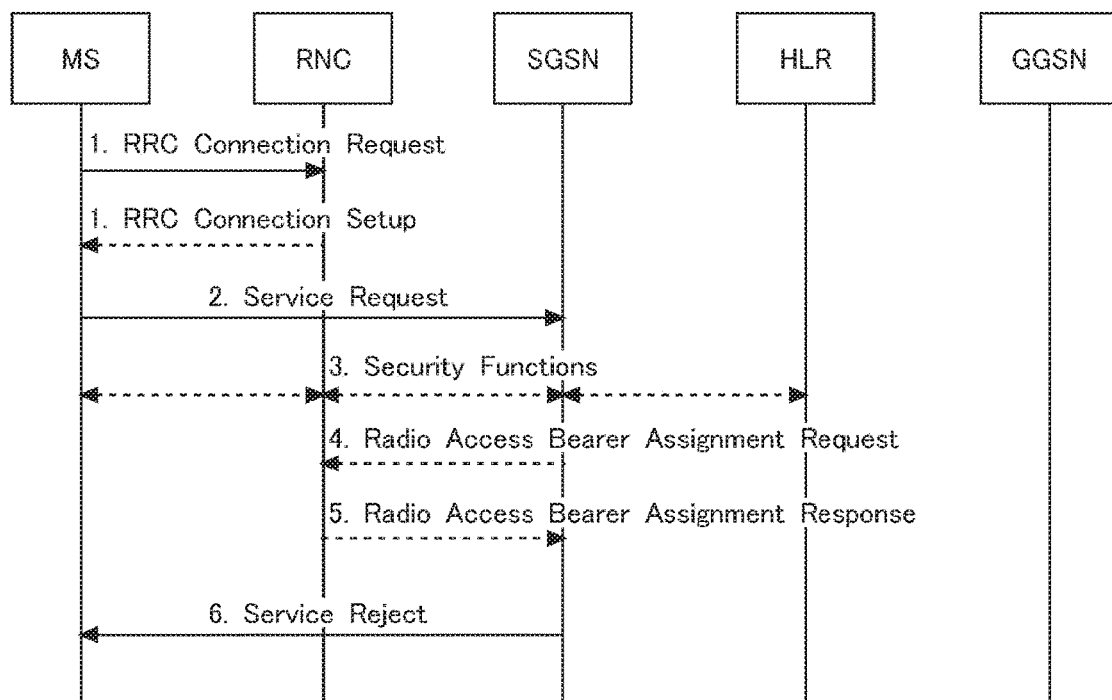 MS RNC SGSN HLR GGSN
1. RRC Connection Request
1. RRC Connection Setup
2. Service Request
3. Security Functions
4. Radio Access Bearer Assignment Request
5. Radio Access Bearer Assignment Response
6. Service Reject